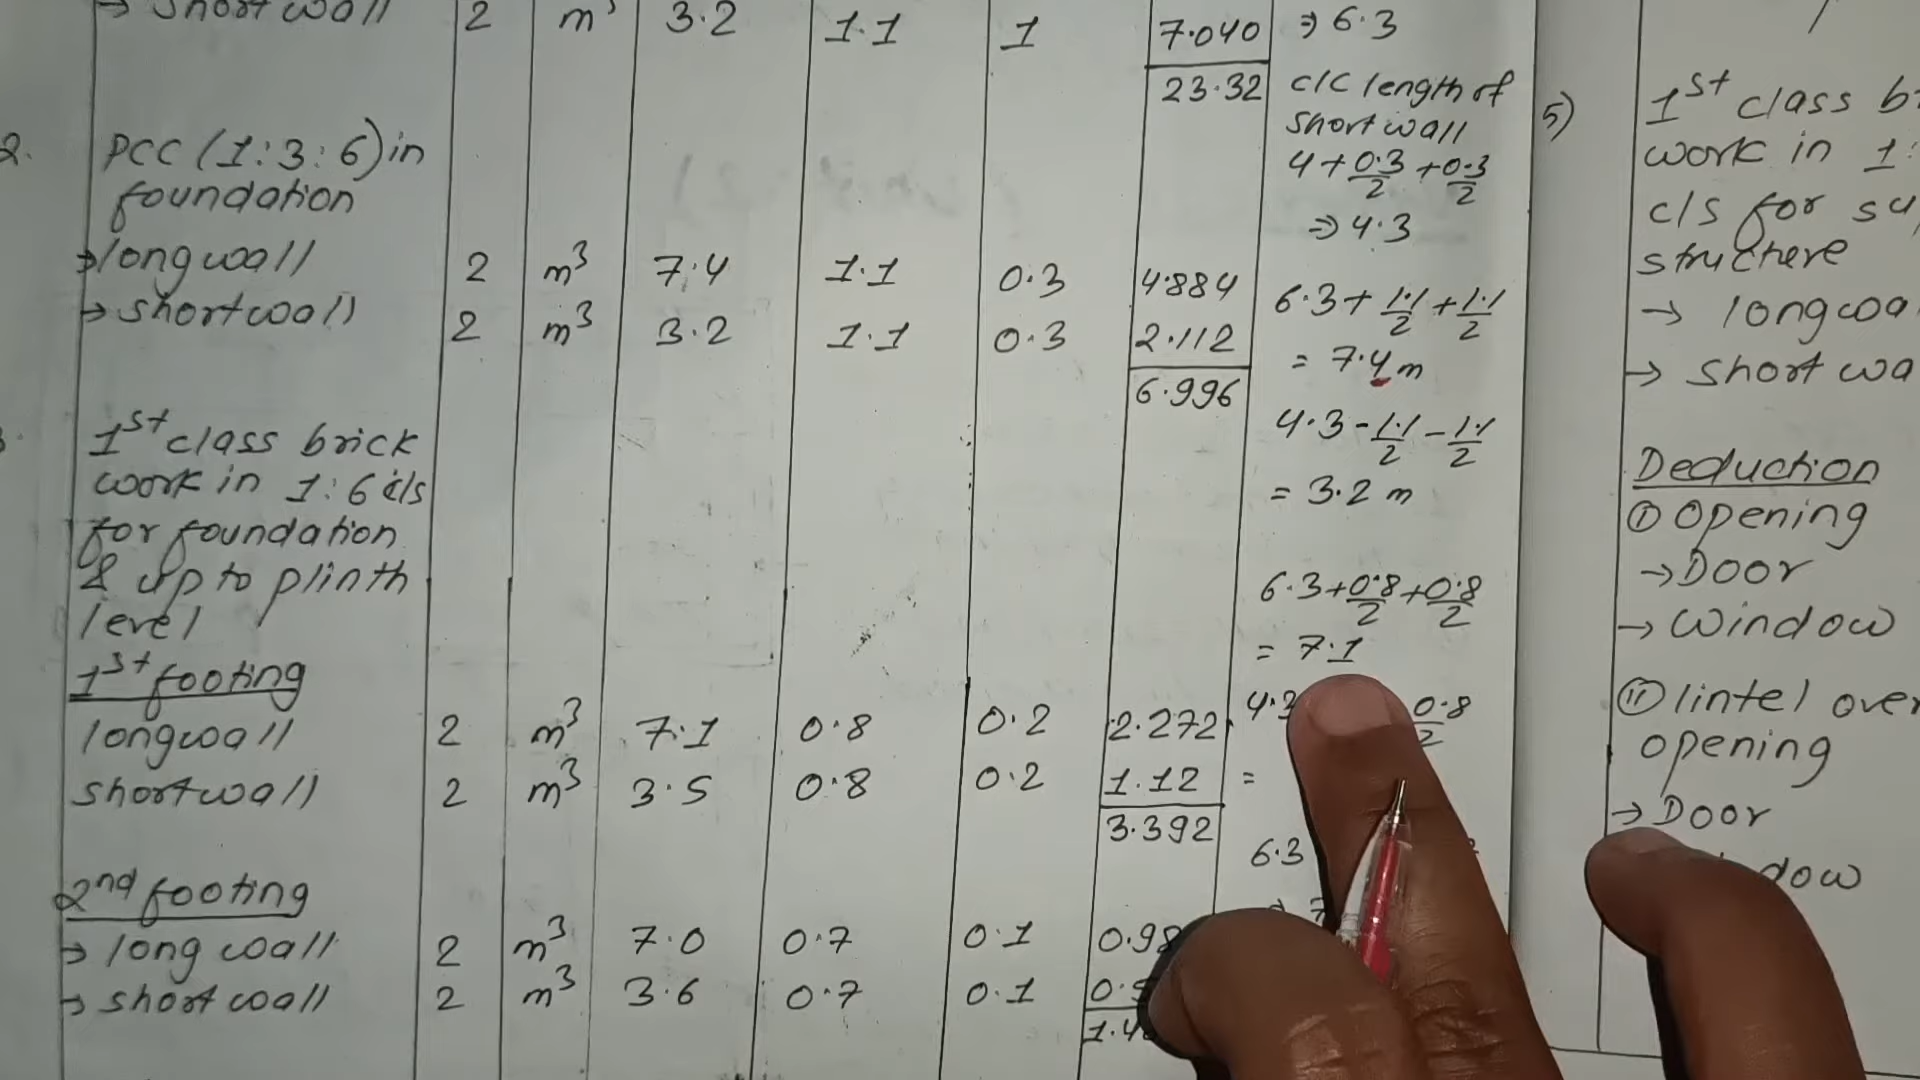 → Short wall 2 m³ 3.2 1.1 1 7.040 ⇒ 6.3
23.32
c/c length of
short wall
4 + 0.3/2 + 0.3/2
⇒ 4.3
2. PCC (1:3:6) in
foundation
→ long wall 2 m³ 7.4 1.1 0.3 4.884
→ short wall 2 m³ 3.2 1.1 0.3 2.112
6.996
6.3 + 1.1/2 + 1.1/2
= 7.4 m
4.3 - 1.1/2 - 1.1/2
= 3.2 m
1st class brick
work in 1:6 c/s
for foundation
& up to plinth
level
6.3 + 0.8/2 + 0.8/2
= 7.1
1st footing
long wall 2 m³ 7.1 0.8 0.2 2.272
short wall 2 m³ 3.5 0.8 0.2 1.12
3.392
4.3 0.8/2
=
6.3
2nd footing
→ long wall 2 m³ 7.0 0.7 0.1 0.98
→ short wall 2 m³ 3.6 0.7 0.1
5) 1st class
work in
c/s for
structure
→ long
→ short
Deduction
① Opening
→ Door
→ window
⑪ lintel over
opening
→ Door